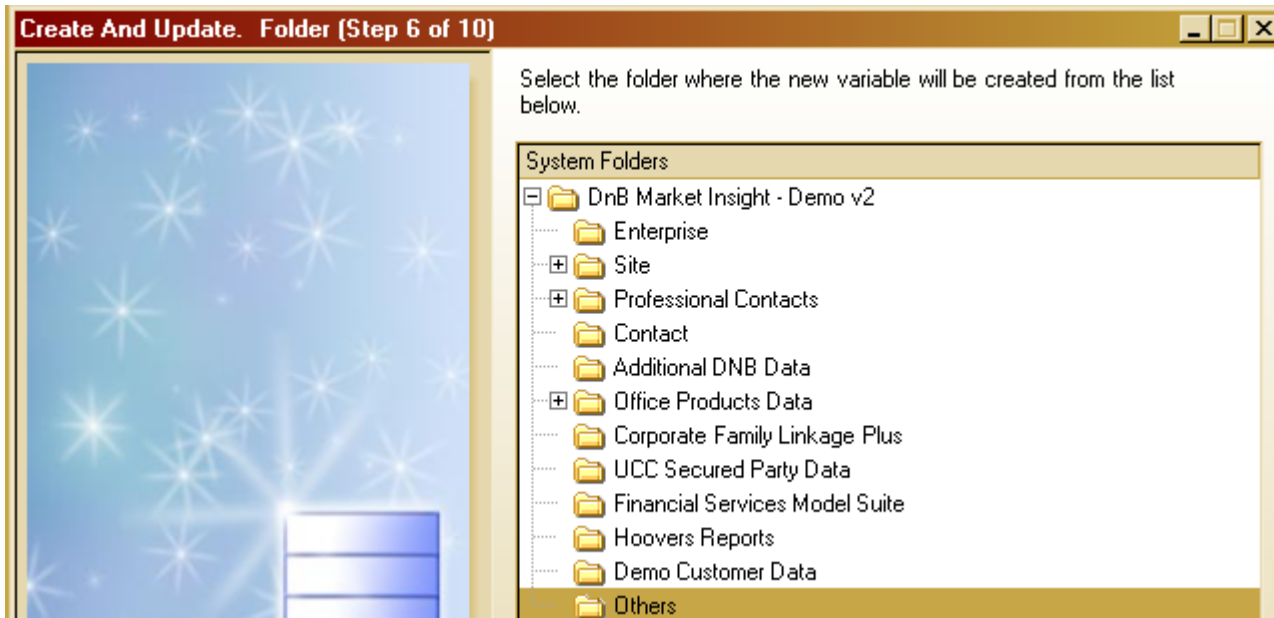 Create And Update.  Folder (Step 6 of 10)
Select the folder where the new variable will be created from the list
below.
System Folders
DnB Market Insight - Demo v2
Enterprise
Site
Professional Contacts
Contact
Additional DNB Data
Office Products Data
Corporate Family Linkage Plus
UCC Secured Party Data
Financial Services Model Suite
Hoovers Reports
Demo Customer Data
Others